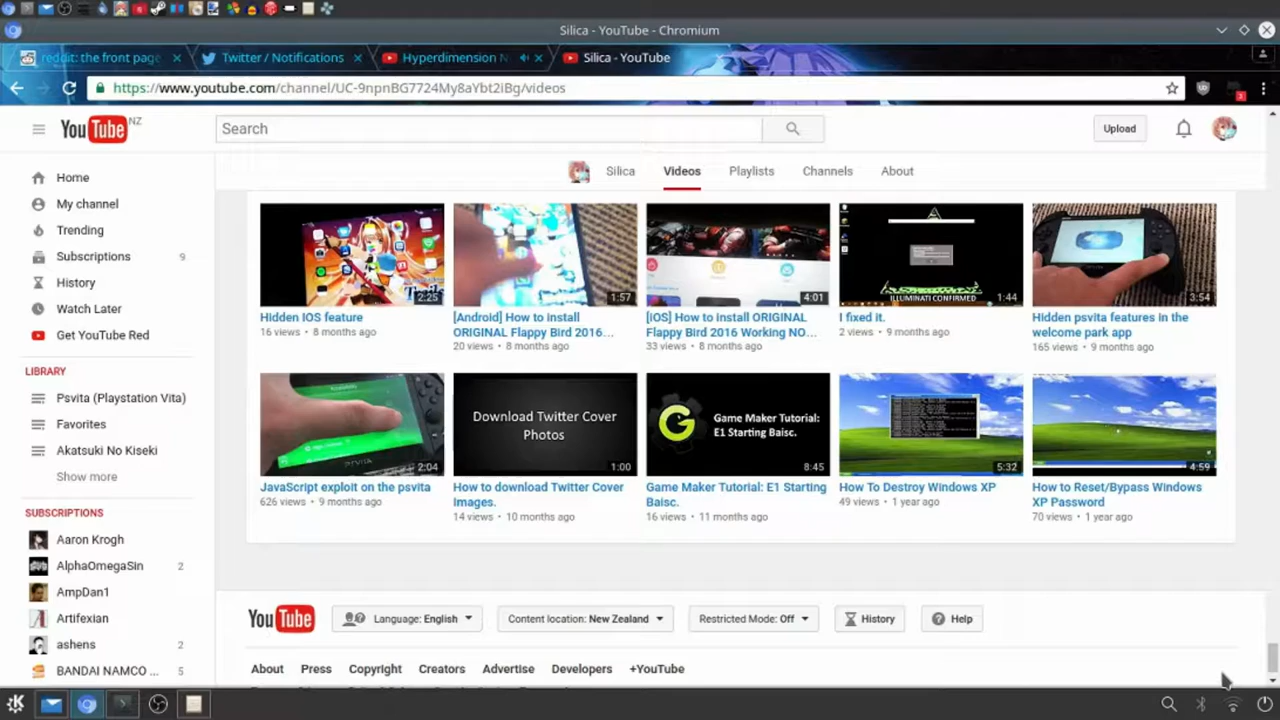 Silica - YouTube - Chromium
reddit: the front page
Twitter / Notifications
Hyperdimension N
Silica - YouTube
https://www.youtube.com/channel/UC-9npnBG7724My8aYbt2iBg/videos
YouTube NZ
Search
Upload
Silica
Videos
Playlists
Channels
About
Home
My channel
Trending
Subscriptions 9
History
Watch Later
Get YouTube Red
LIBRARY
Psvita (Playstation Vita)
Favorites
Akatsuki No Kiseki
Show more
SUBSCRIPTIONS
Aaron Krogh
AlphaOmegaSin 2
AmpDan1
Artifexian
ashens 2
BANDAI NAMCO ... 5
2:25
Hidden IOS feature
16 views • 8 months ago
1:57
[Android] How to install
ORIGINAL Flappy Bird 2016...
20 views • 8 months ago
4:01
[IOS] How to install ORIGINAL
Flappy Bird 2016 Working NO...
33 views • 8 months ago
ILLUMINATI CONFIRMED
1:44
I fixed it.
2 views • 9 months ago
3:54
Hidden psvita features in the
welcome park app
165 views • 9 months ago
PSVITA
2:04
JavaScript exploit on the psvita
626 views • 9 months ago
Download Twitter Cover
Photos
1:00
How to download Twitter Cover
Images.
14 views • 10 months ago
Game Maker Tutorial:
E1 Starting Baisc.
8:45
Game Maker Tutorial: E1 Starting
Baisc.
16 views • 11 months ago
5:32
How To Destroy Windows XP
49 views • 1 year ago
4:59
How to Reset/Bypass Windows
XP Password
70 views • 1 year ago
YouTube
Language: English
Content location: New Zealand
Restricted Mode: Off
History
Help
About
Press
Copyright
Creators
Advertise
Developers
+YouTube